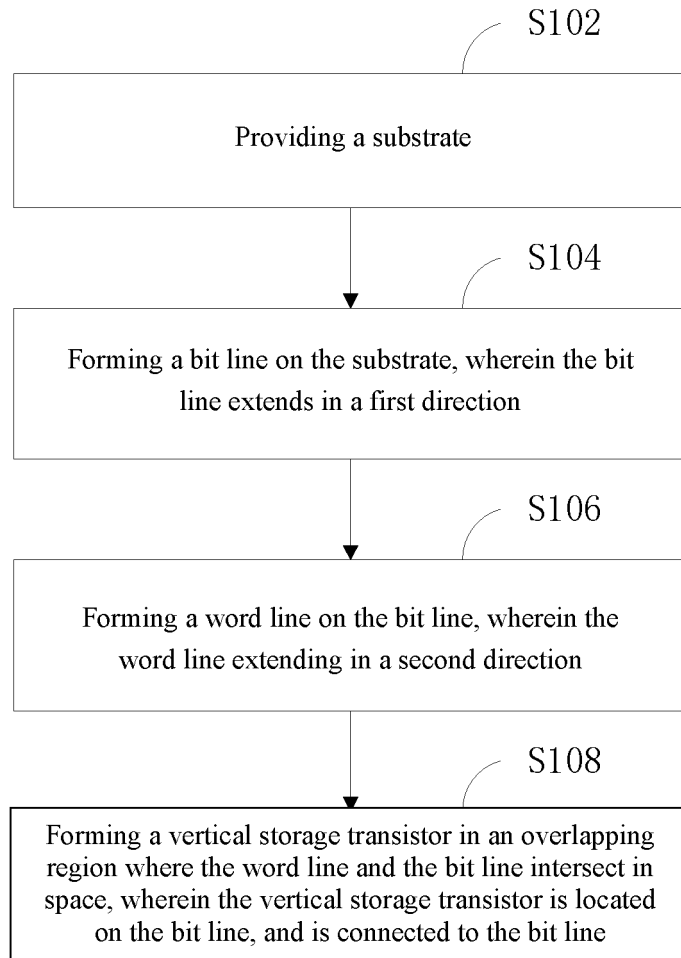 S102
Providing a substrate
S104
Forming a bit line on the substrate, wherein the bit
line extends in a first direction
S106
Forming a word line on the bit line, wherein the
word line extending in a second direction
S108
Forming a vertical storage transistor in an overlapping
region where the word line and the bit line intersect in
space, wherein the vertical storage transistor is located
on the bit line, and is connected to the bit line